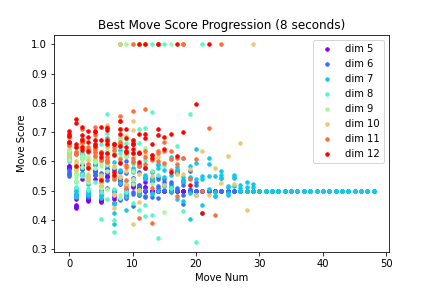 Best Move Score Progression (8 seconds)
1.0
0.9
0.8
0.7
0.6
0.5
0.4
0.3
Move Score
dim 5
dim 6
dim 7
dim 8
dim 9
dim 10
dim 11
dim 12
0 10 20 30 40 50
Move Num